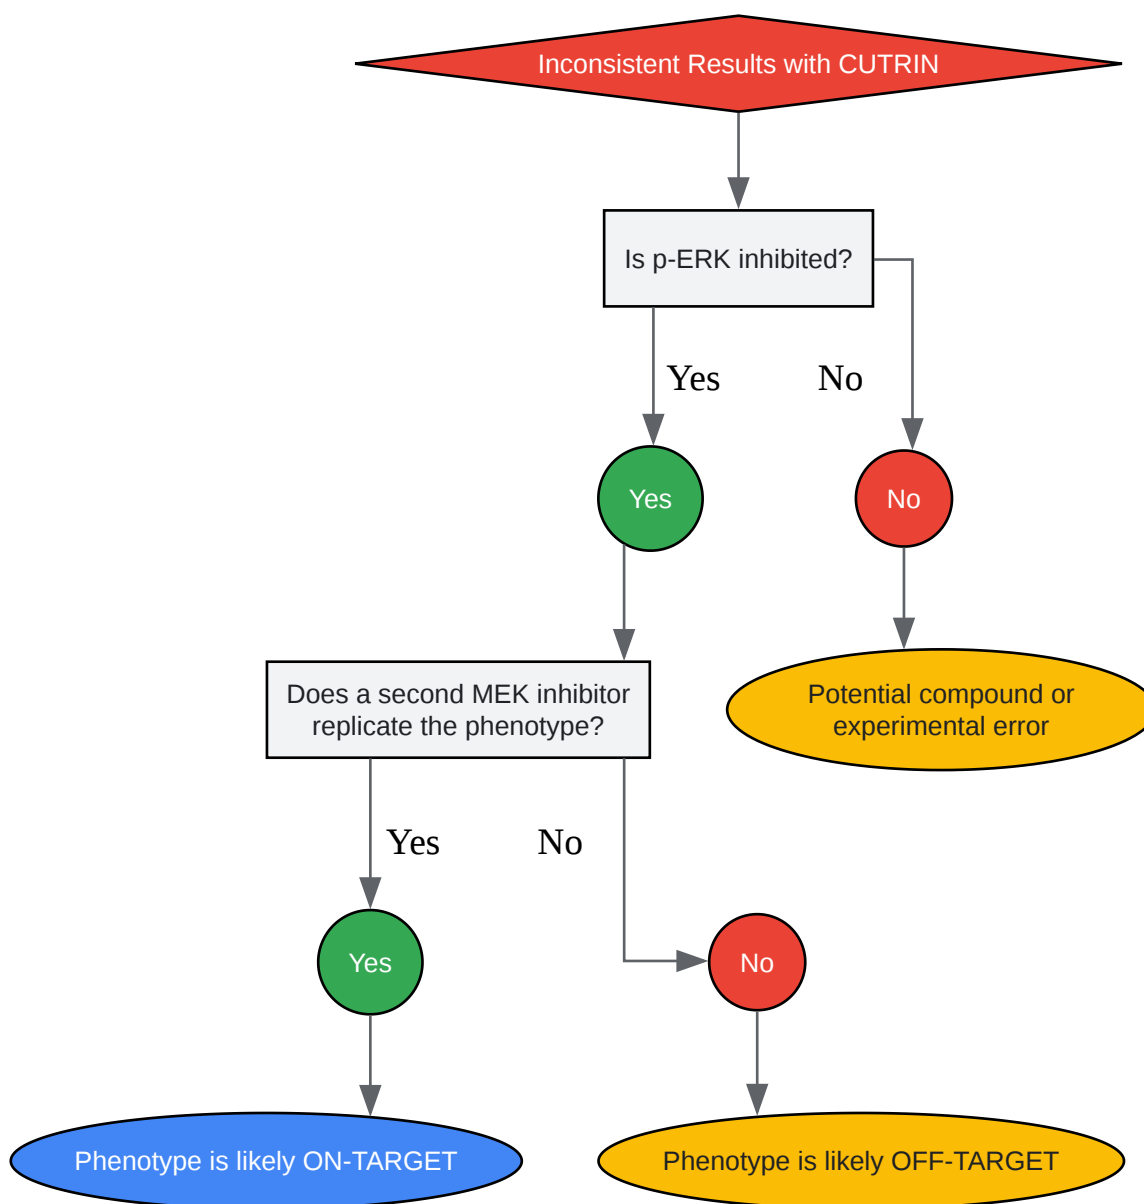 Inconsistent Results with CUTRIN
Is p-ERK inhibited?
Yes
No
Yes
No
Does a second MEK inhibitor
replicate the phenotype?
Potential compound or
experimental error
Yes
No
Yes
No
Phenotype is likely ON-TARGET
Phenotype is likely OFF-TARGET